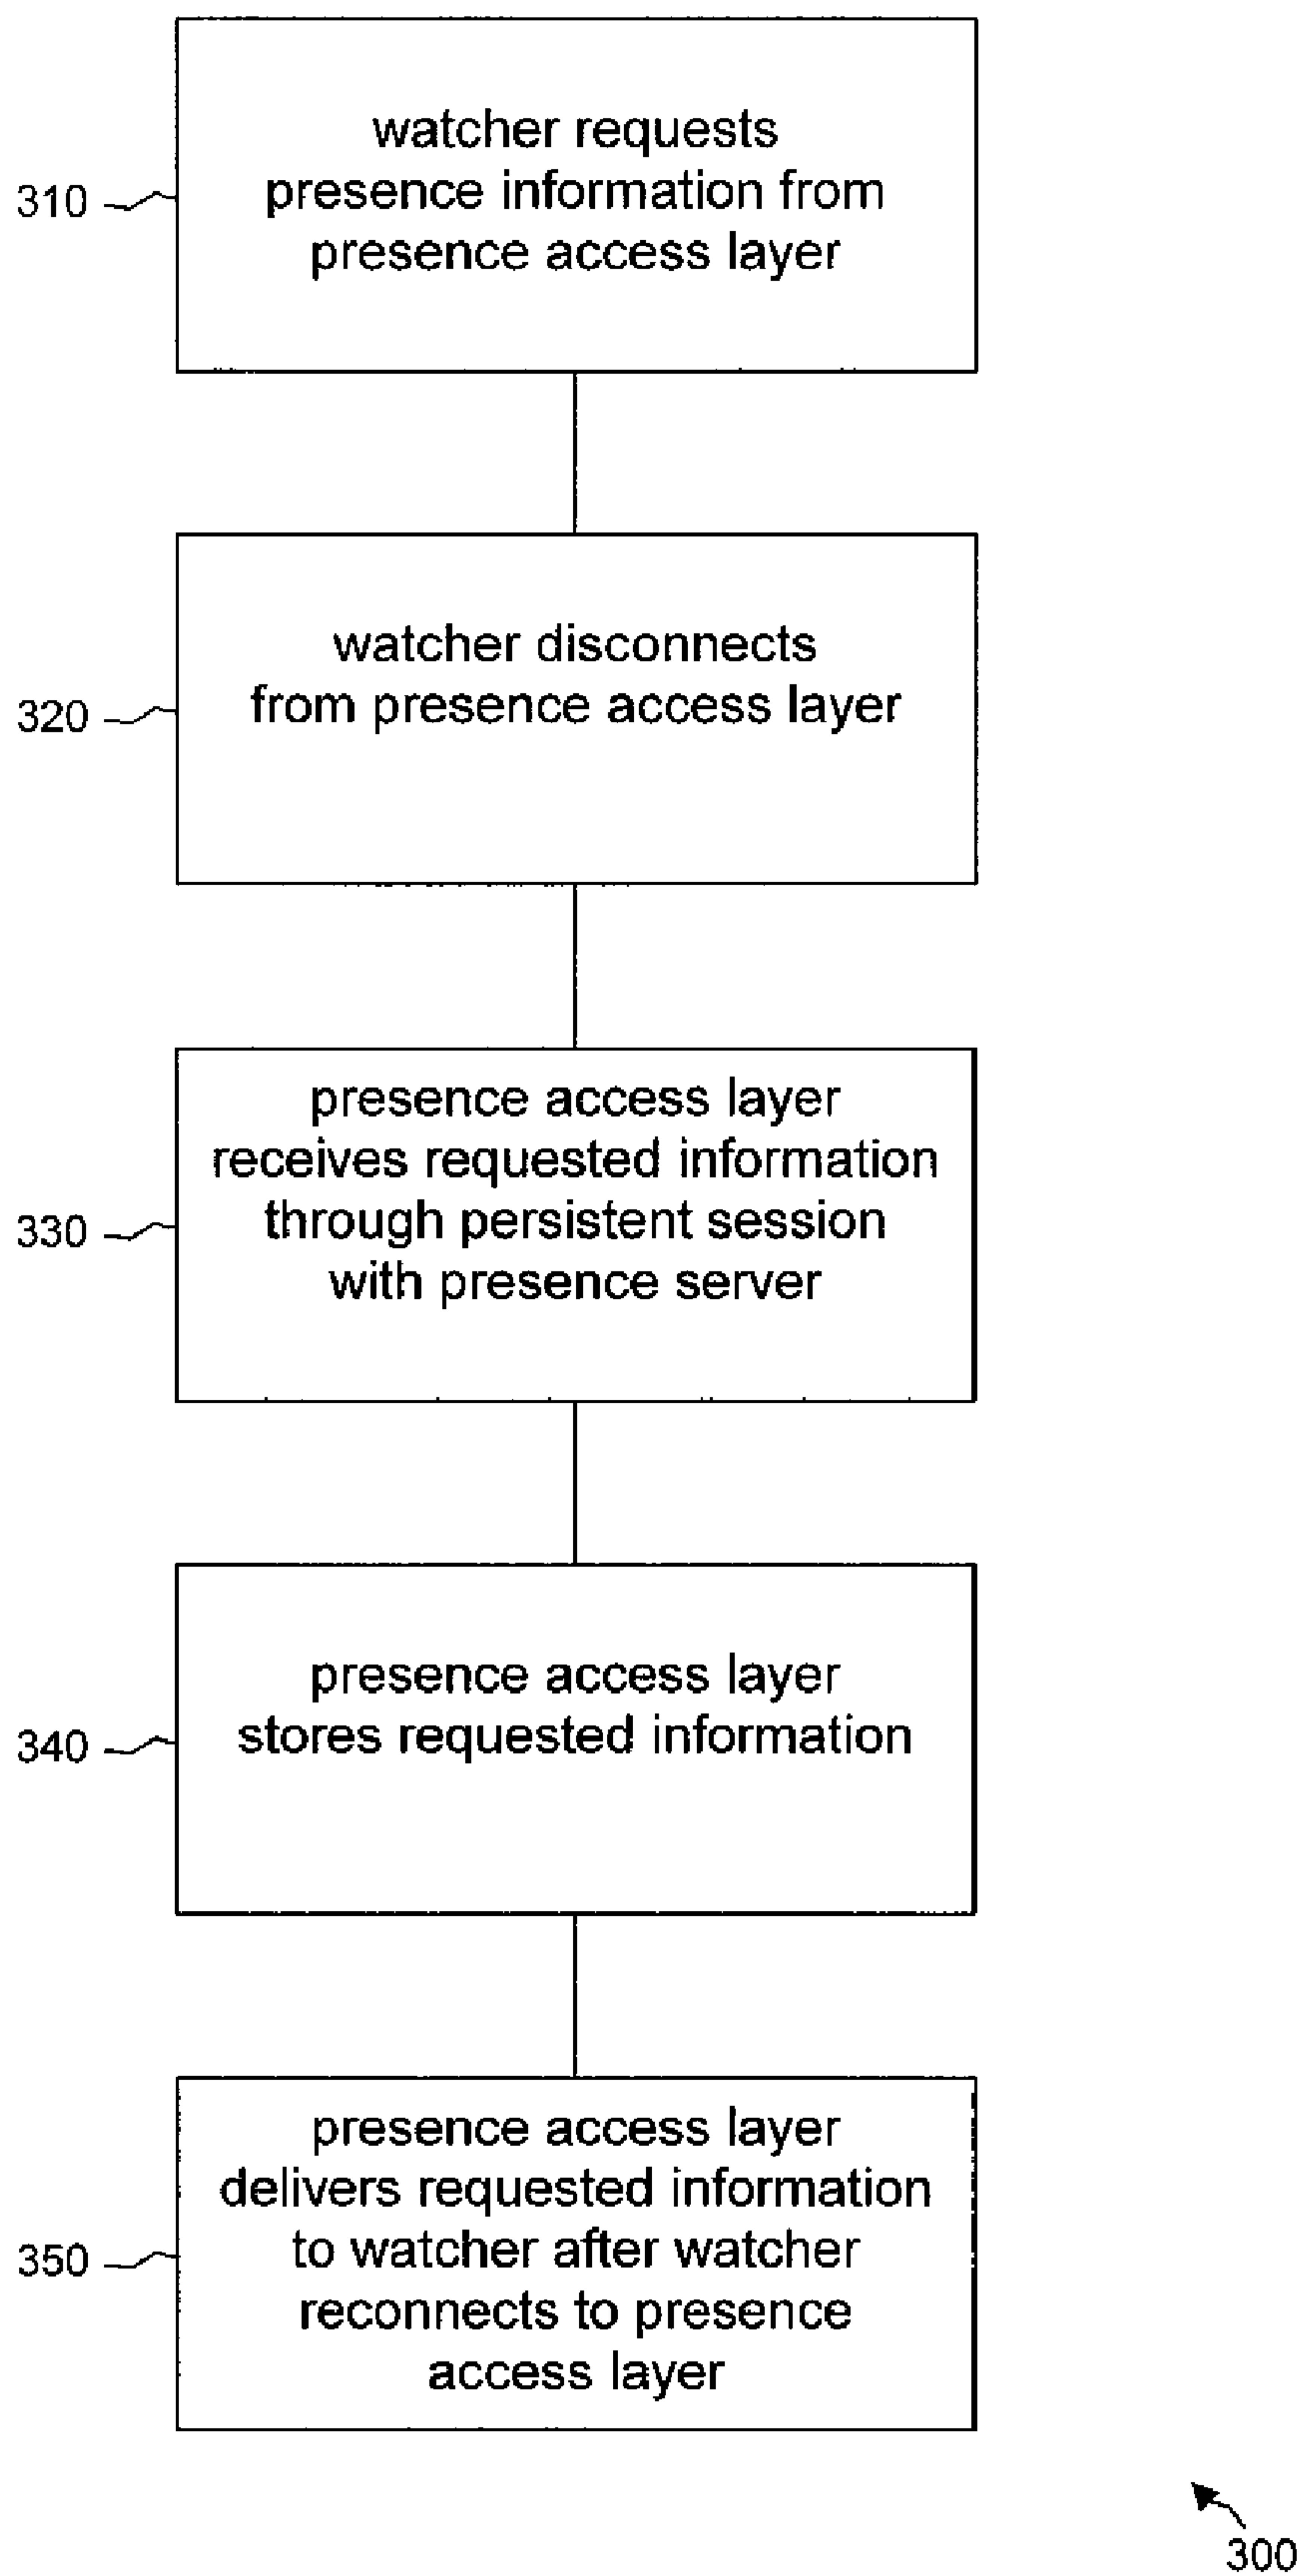 watcher requests
presence information from
presence access layer
310
watcher disconnects
from presence access layer
320
presence access layer
receives requested information
through persistent session
with presence server
330
presence access layer
stores requested information
340
presence access layer
delivers requested information
to watcher after watcher
reconnects to presence
access layer
350
300